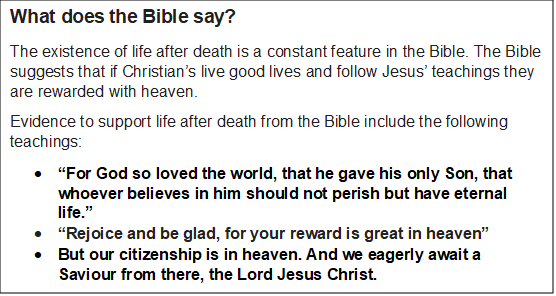 What does the Bible say?
The existence of life after death is a constant feature in the Bible. The Bible
suggests that if Christian’s live good lives and follow Jesus’ teachings they
are rewarded with heaven.
Evidence to support life after death from the Bible include the following
teachings:
• “For God so loved the world, that he gave his only Son, that
whoever believes in him should not perish but have eternal
life.”
• “Rejoice and be glad, for your reward is great in heaven”
• But our citizenship is in heaven. And we eagerly await a
Saviour from there, the Lord Jesus Christ.